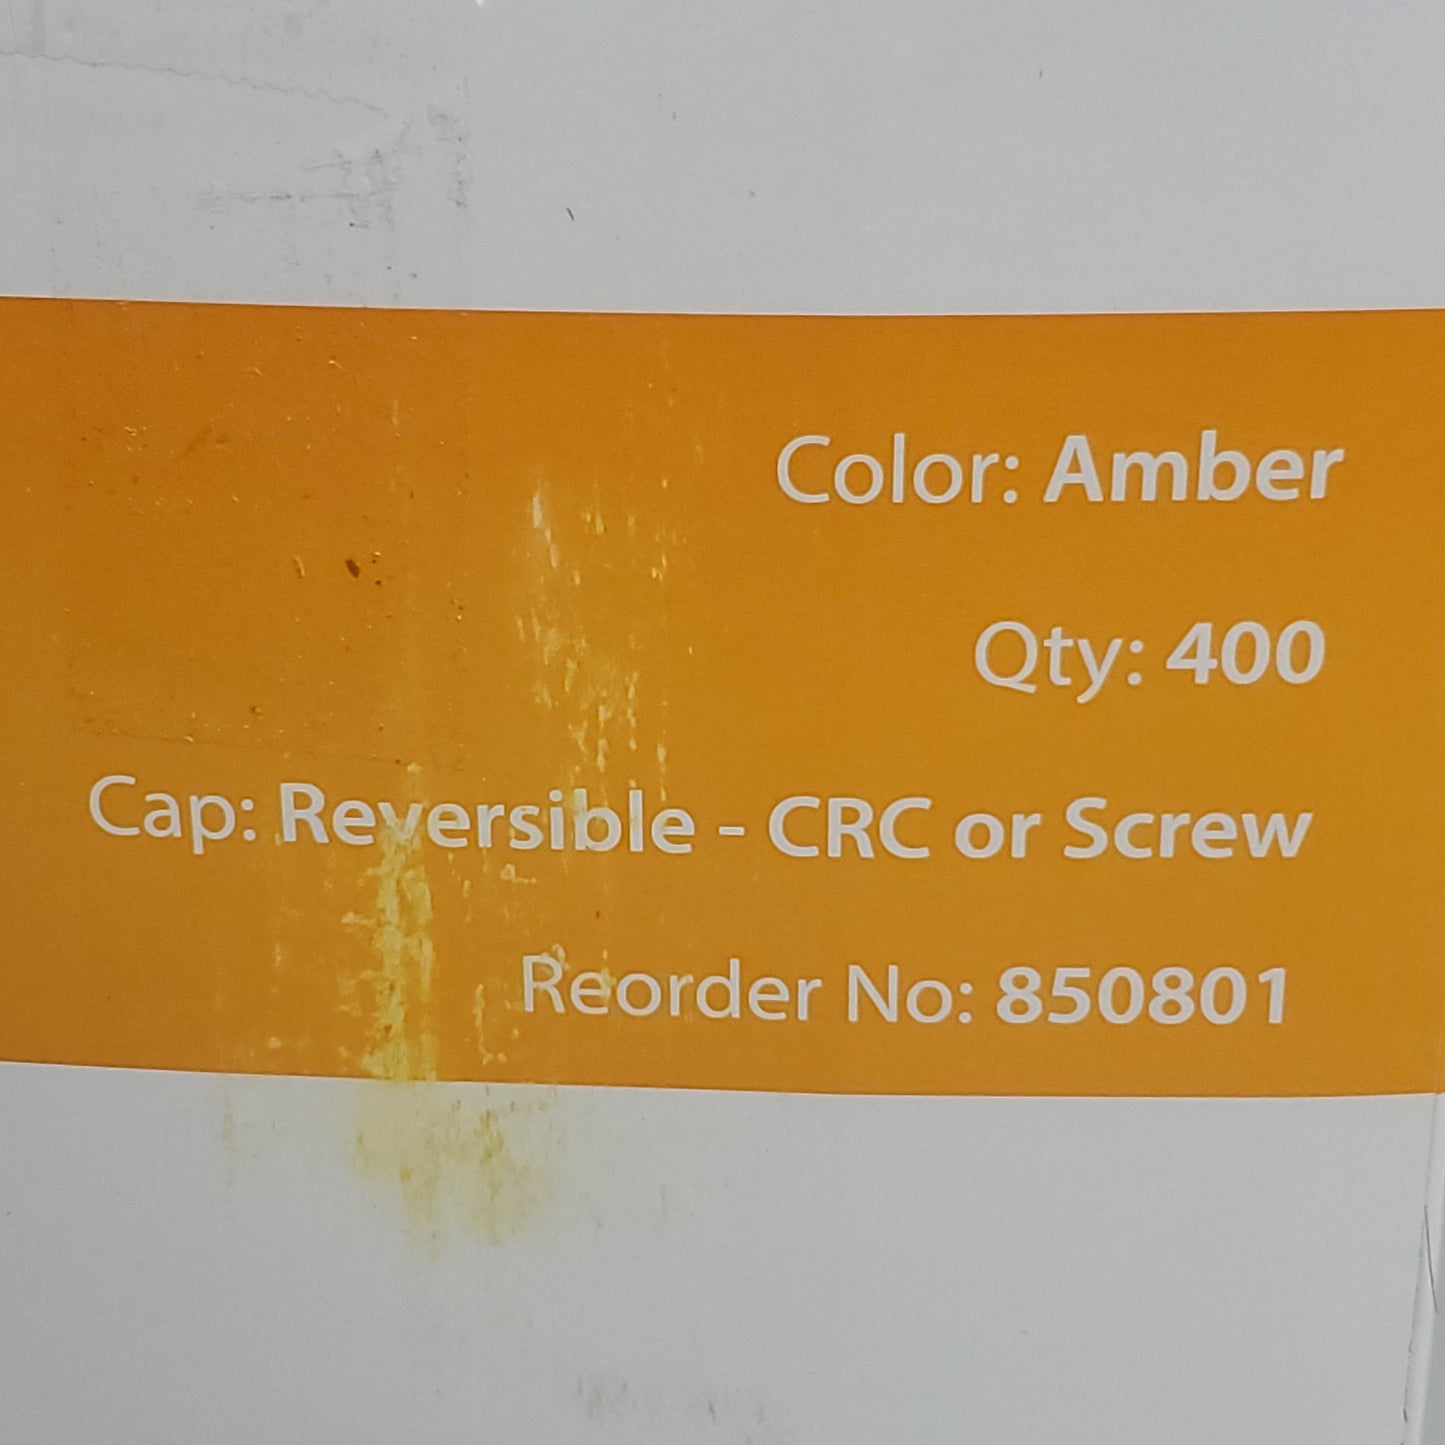 Color: Amber
Qty: 400
Cap: Reversible - CRC or Screw
Reorder No: 850801